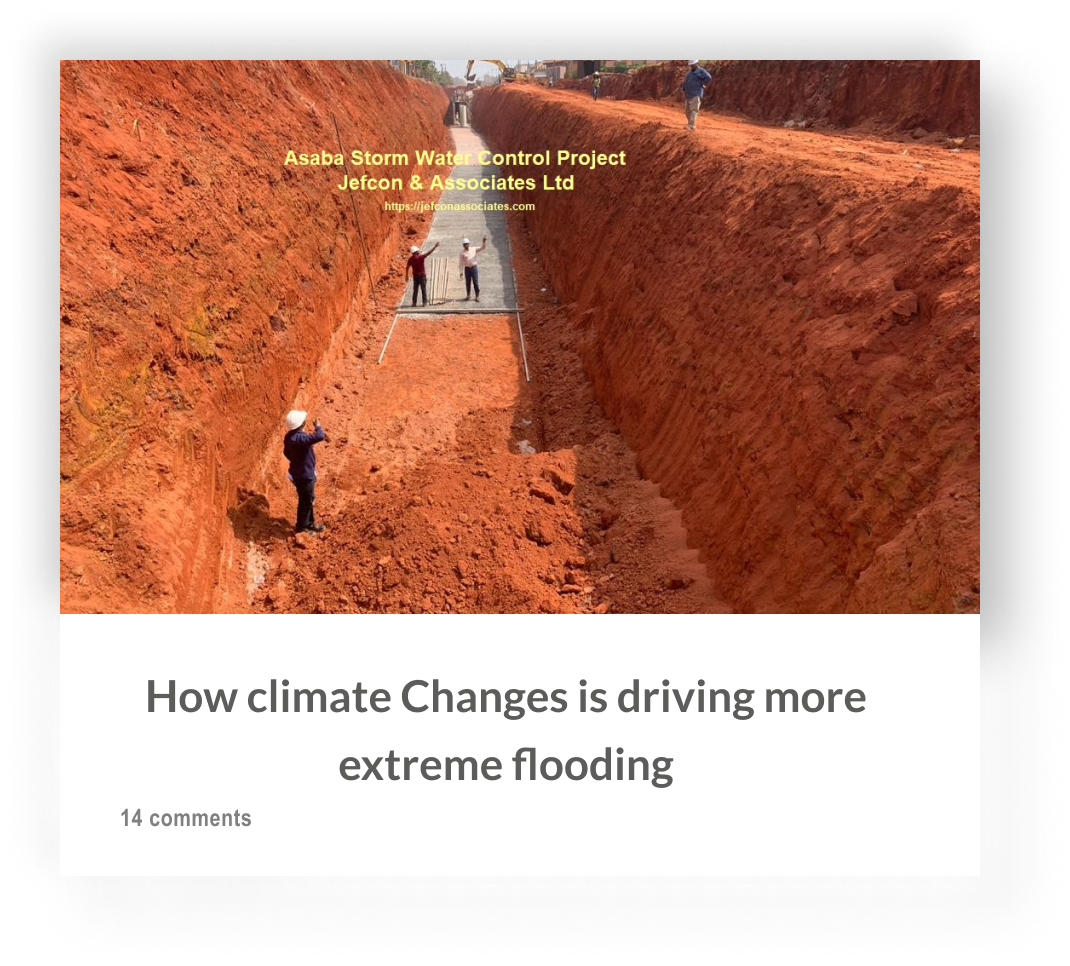 Asaba Storm Water Control Project
Jefcon & Associates Ltd
https://jefconassociates.com
How climate Changes is driving more
extreme flooding
14 comments